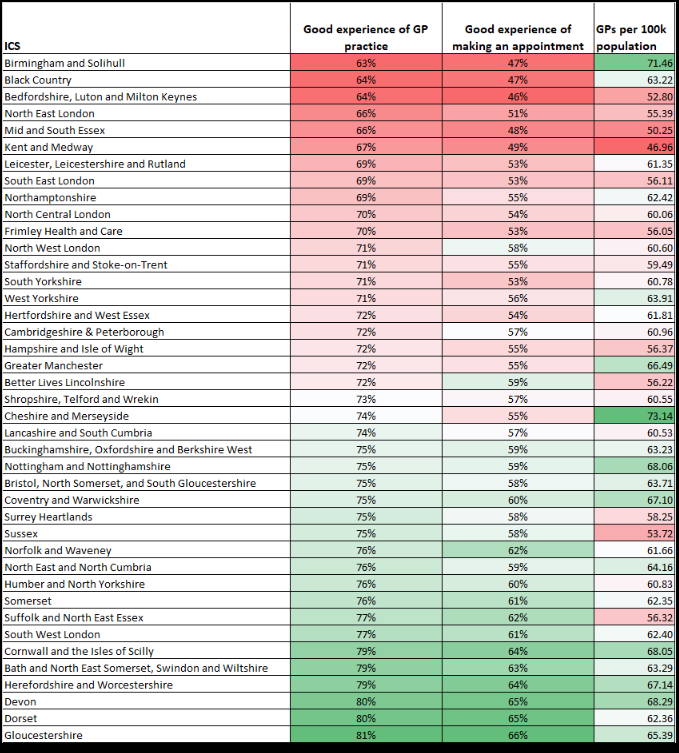 ICS Good experience of GP practice Good experience of making an appointment GPs per 100k population
Birmingham and Solihull 63% 47% 71.46
Black Country 64% 47% 63.22
Bedfordshire, Luton and Milton Keynes 64% 46% 52.80
North East London 66% 51% 55.39
Mid and South Essex 66% 48% 50.25
Kent and Medway 67% 49% 46.96
Leicester, Leicestershire and Rutland 69% 53% 61.35
South East London 69% 53% 56.11
Northamptonshire 69% 55% 62.42
North Central London 70% 54% 60.06
Frimley Health and Care 70% 53% 56.05
North West London 71% 58% 60.60
Staffordshire and Stoke-on-Trent 71% 55% 59.49
South Yorkshire 71% 53% 60.78
West Yorkshire 71% 56% 63.91
Hertfordshire and West Essex 72% 54% 61.81
Cambridgeshire & Peterborough 72% 57% 60.96
Hampshire and Isle of Wight 72% 55% 56.37
Greater Manchester 72% 55% 66.49
Better Lives Lincolnshire 72% 59% 56.22
Shropshire, Telford and Wrekin 73% 57% 60.55
Cheshire and Merseyside 74% 55% 73.14
Lancashire and South Cumbria 74% 57% 60.53
Buckinghamshire, Oxfordshire and Berkshire West 75% 59% 63.23
Nottingham and Nottinghamshire 75% 59% 68.06
Bristol, North Somerset, and South Gloucestershire 75% 58% 63.71
Coventry and Warwickshire 75% 60% 67.10
Surrey Heartlands 75% 58% 58.25
Sussex 75% 58% 53.72
Norfolk and Waveney 76% 62% 61.66
North East and North Cumbria 76% 59% 64.16
Humber and North Yorkshire 76% 60% 60.83
Somerset 76% 61% 62.35
Suffolk and North East Essex 77% 62% 56.32
South West London 77% 61% 62.40
Cornwall and the Isles of Scilly 79% 64% 68.05
Bath and North East Somerset, Swindon and Wiltshire 79% 63% 63.29
Herefordshire and Worcestershire 79% 64% 67.14
Devon 80% 65% 68.29
Dorset 80% 65% 62.36
Gloucestershire 81% 66% 65.39